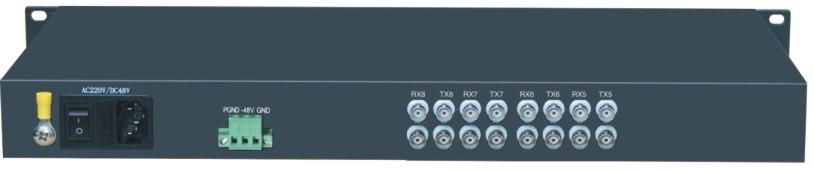 AC220V/DC48V
PGND -48V GND
RX8 TX8 RX7 TX7 RX6 TX6 RX5 TX5
I
O